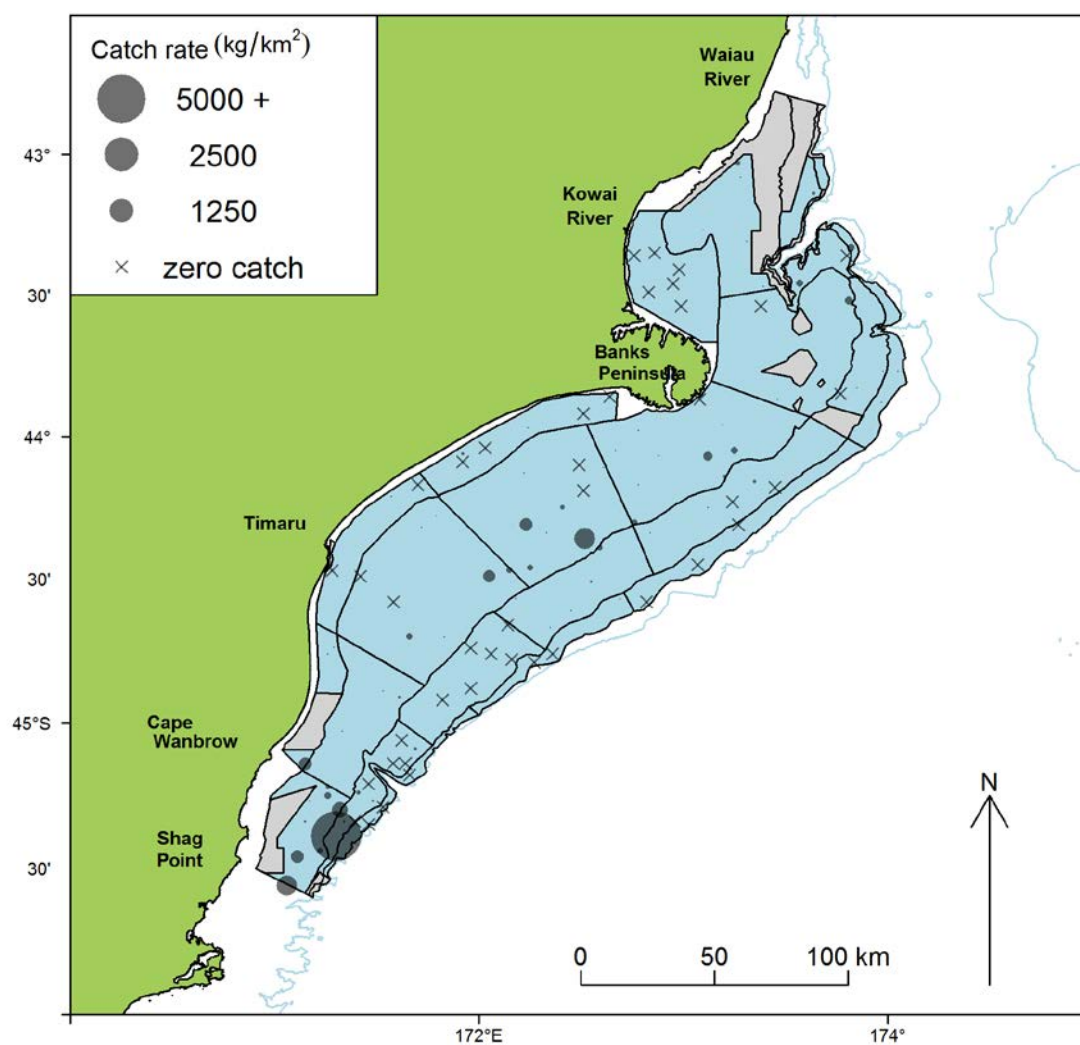 Catch rate (kg/km²)
5000 +
2500
1250
× zero catch
Waiau
River
43°
Kowai
River
30'
Banks
Peninsula
44°
Timaru
30'
45°S
Cape
Wanbrow
N
Shag
Point
30'
0 50 100 km
172°E 174°